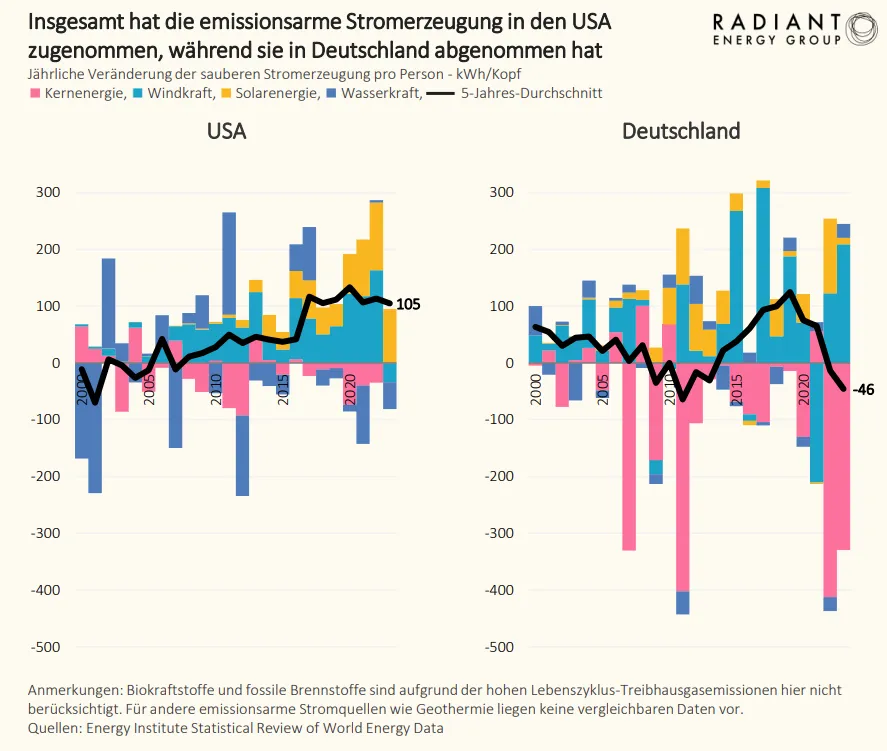 Insgesamt hat die emissionsarme Stromerzeugung in den USA
zugenommen, während sie in Deutschland abgenommen hat
RADIANT
ENERGY GROUP
Jährliche Veränderung der sauberen Stromerzeugung pro Person - kWh/Kopf
Kernenergie, Windkraft, Solarenergie, Wasserkraft, 5-Jahres-Durchschnitt
USA
300
200
100
0
-100
-200
-300
-400
-500
2000
2005
2010
2015
2020
105
Deutschland
300
200
100
0
-100
-200
-300
-400
-500
2000
2005
2010
2015
2020
-46
Anmerkungen: Biokraftstoffe und fossile Brennstoffe sind aufgrund der hohen Lebenszyklus-Treibhausgasemissionen hier nicht
berücksichtigt. Für andere emissionsarme Stromquellen wie Geothermie liegen keine vergleichbaren Daten vor.
Quellen: Energy Institute Statistical Review of World Energy Data